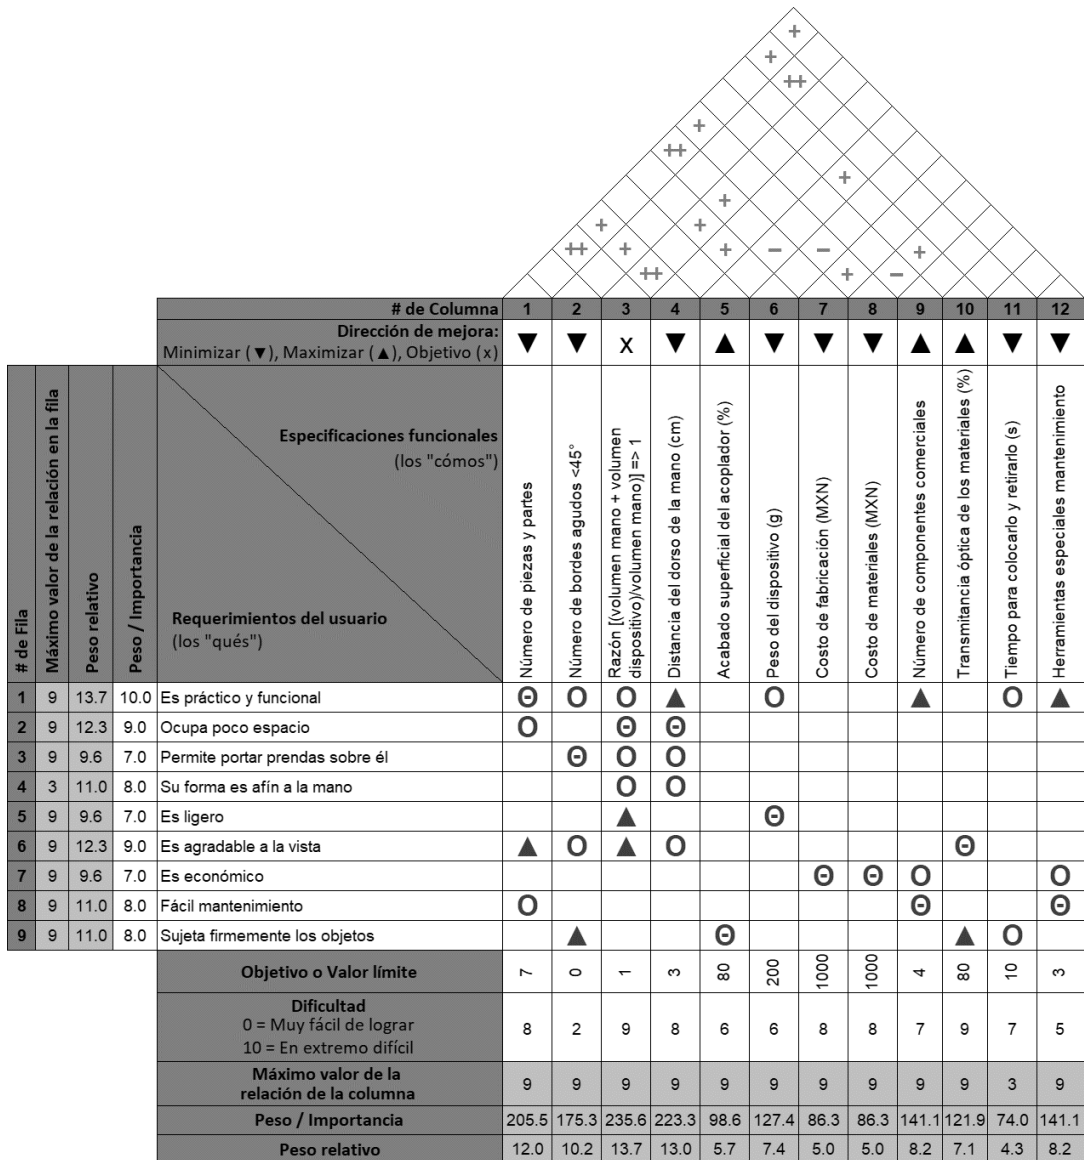 +
+
++
+
++
+
+
+ +
++ + + − − +
++ + −
# de Columna 1 2 3 4 5 6 7 8 9 10 11 12
Dirección de mejora:
Minimizar (▼), Maximizar (▲), Objetivo (x) ▼ ▼ x ▼ ▲ ▼ ▼ ▼ ▲ ▲ ▼ ▼
# de Fila
Máximo valor de la relación en la fila
Peso relativo
Peso / Importancia
Especificaciones funcionales
(los "cómos")
Requerimientos del usuario
(los "qués")
Número de piezas y partes
Número de bordes agudos <45°
Razón [(volumen mano + volumen
dispositivo)/volumen mano)] => 1
Distancia del dorso de la mano (cm)
Acabado superficial del acoplador (%)
Peso del dispositivo (g)
Costo de fabricación (MXN)
Costo de materiales (MXN)
Número de componentes comerciales
Transmitancia óptica de los materiales (%)
Tiempo para colocarlo y retirarlo (s)
Herramientas especiales mantenimiento
1 9 13.7 10.0 Es práctico y funcional Θ O O ▲ O ▲ O ▲
2 9 12.3 9.0 Ocupa poco espacio O Θ Θ
3 9 9.6 7.0 Permite portar prendas sobre él Θ O O
4 3 11.0 8.0 Su forma es afín a la mano O O
5 9 9.6 7.0 Es ligero ▲ Θ
6 9 12.3 9.0 Es agradable a la vista ▲ O ▲ O Θ
7 9 9.6 7.0 Es económico Θ Θ O O
8 9 11.0 8.0 Fácil mantenimiento O Θ Θ
9 9 11.0 8.0 Sujeta firmemente los objetos ▲ Θ ▲ O
Objetivo o Valor límite 7 0 1 3 80 200 1000 1000 4 80 10 3
Dificultad
0 = Muy fácil de lograr
10 = En extremo difícil
8 2 9 8 6 6 8 8 7 9 7 5
Máximo valor de la
relación de la columna
9 9 9 9 9 9 9 9 9 9 3 9
Peso / Importancia 205.5 175.3 235.6 223.3 98.6 127.4 86.3 86.3 141.1 121.9 74.0 141.1
Peso relativo 12.0 10.2 13.7 13.0 5.7 7.4 5.0 5.0 8.2 7.1 4.3 8.2